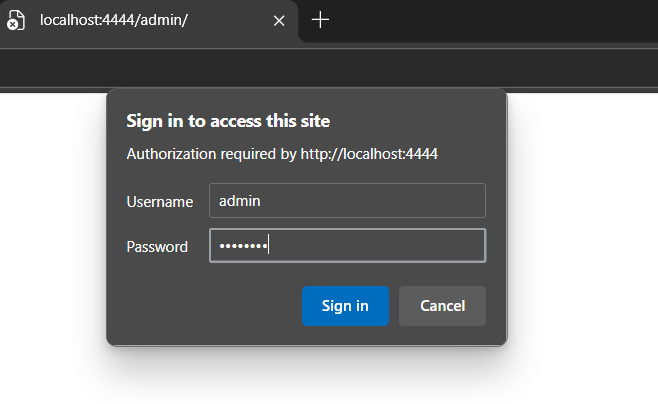 localhost:4444/admin/
Sign in to access this site
Authorization required by http://localhost:4444
Username admin
Password ••••••••
Sign in Cancel